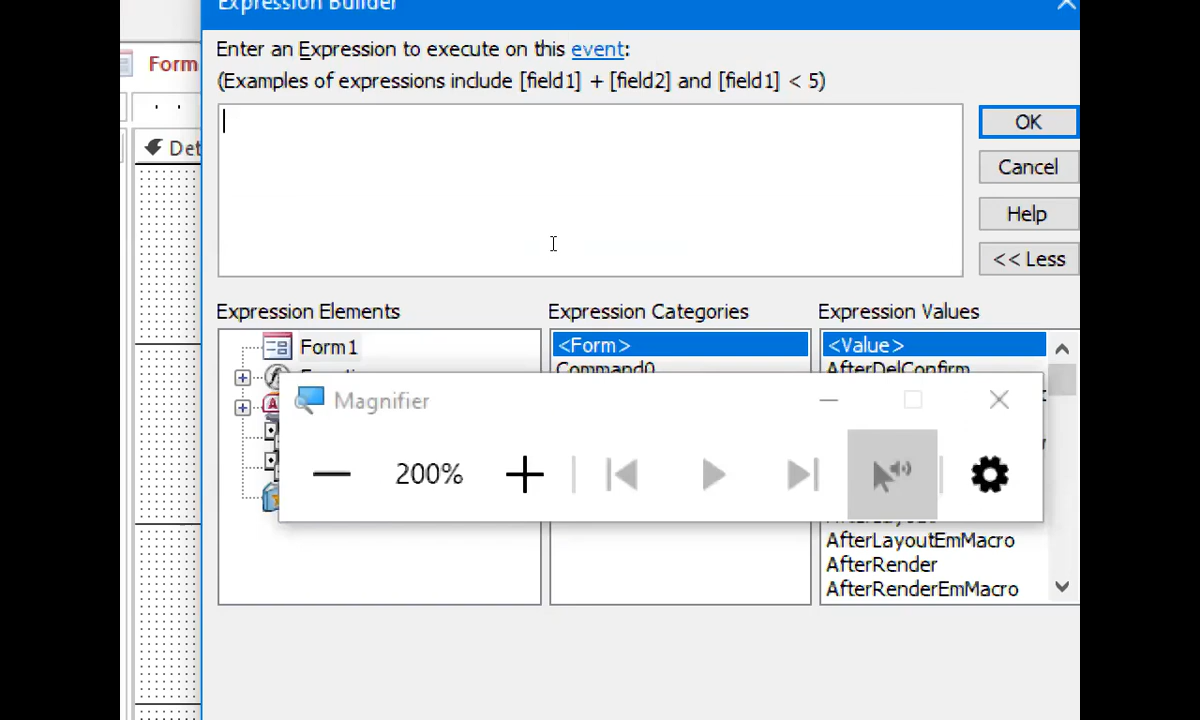 Expression Builder
Form
Enter an Expression to execute on this event:
(Examples of expressions include [field1] + [field2] and [field1] < 5)
OK
Det
Cancel
Help
<< Less
Expression Elements
Expression Categories
Expression Values
Form1
<Form>
<Value>
Command0
AfterDelConfirm
Magnifier
200%
AfterLayout
AfterLayoutEmMacro
AfterRender
AfterRenderEmMacro